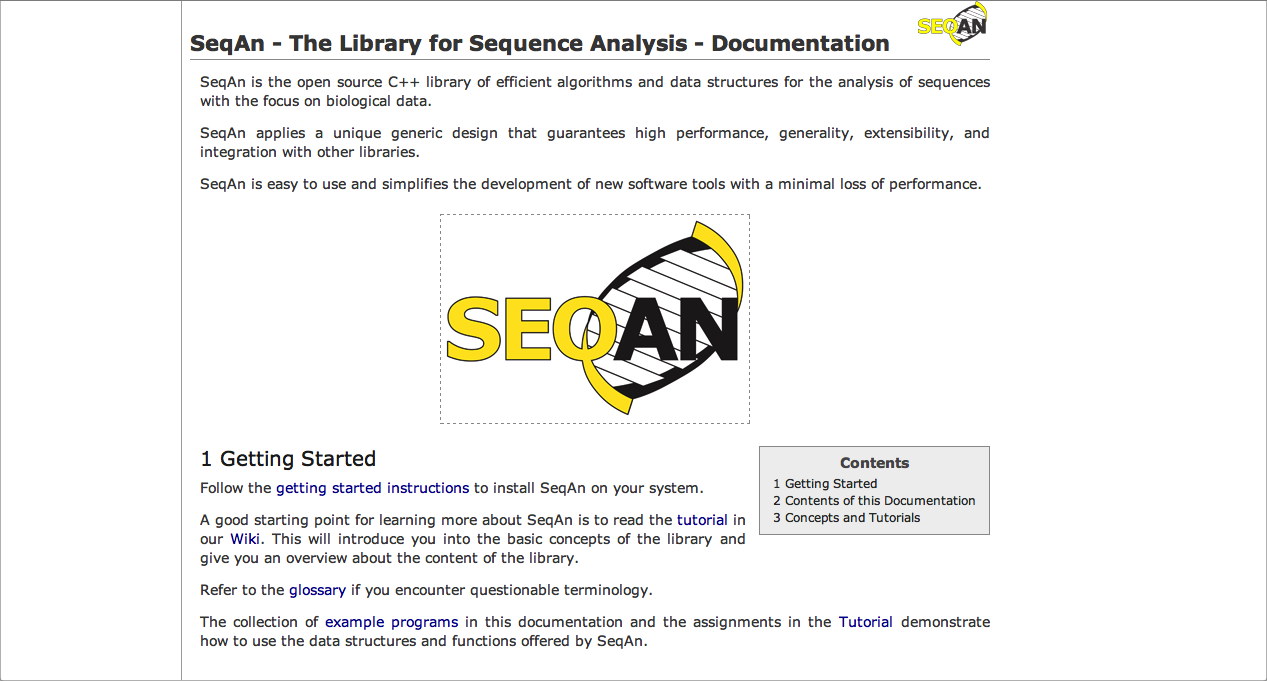 SEQAN
SeqAn - The Library for Sequence Analysis - Documentation
SeqAn is the open source C++ library of efficient algorithms and data structures for the analysis of sequences
with the focus on biological data.
SeqAn applies a unique generic design that guarantees high performance, generality, extensibility, and
integration with other libraries.
SeqAn is easy to use and simplifies the development of new software tools with a minimal loss of performance.
SEQAN
1 Getting Started
Follow the getting started instructions to install SeqAn on your system.
A good starting point for learning more about SeqAn is to read the tutorial in
our Wiki. This will introduce you into the basic concepts of the library and
give you an overview about the content of the library.
Contents
1 Getting Started
2 Contents of this Documentation
3 Concepts and Tutorials
Refer to the glossary if you encounter questionable terminology.
The collection of example programs in this documentation and the assignments in the Tutorial demonstrate
how to use the data structures and functions offered by SeqAn.